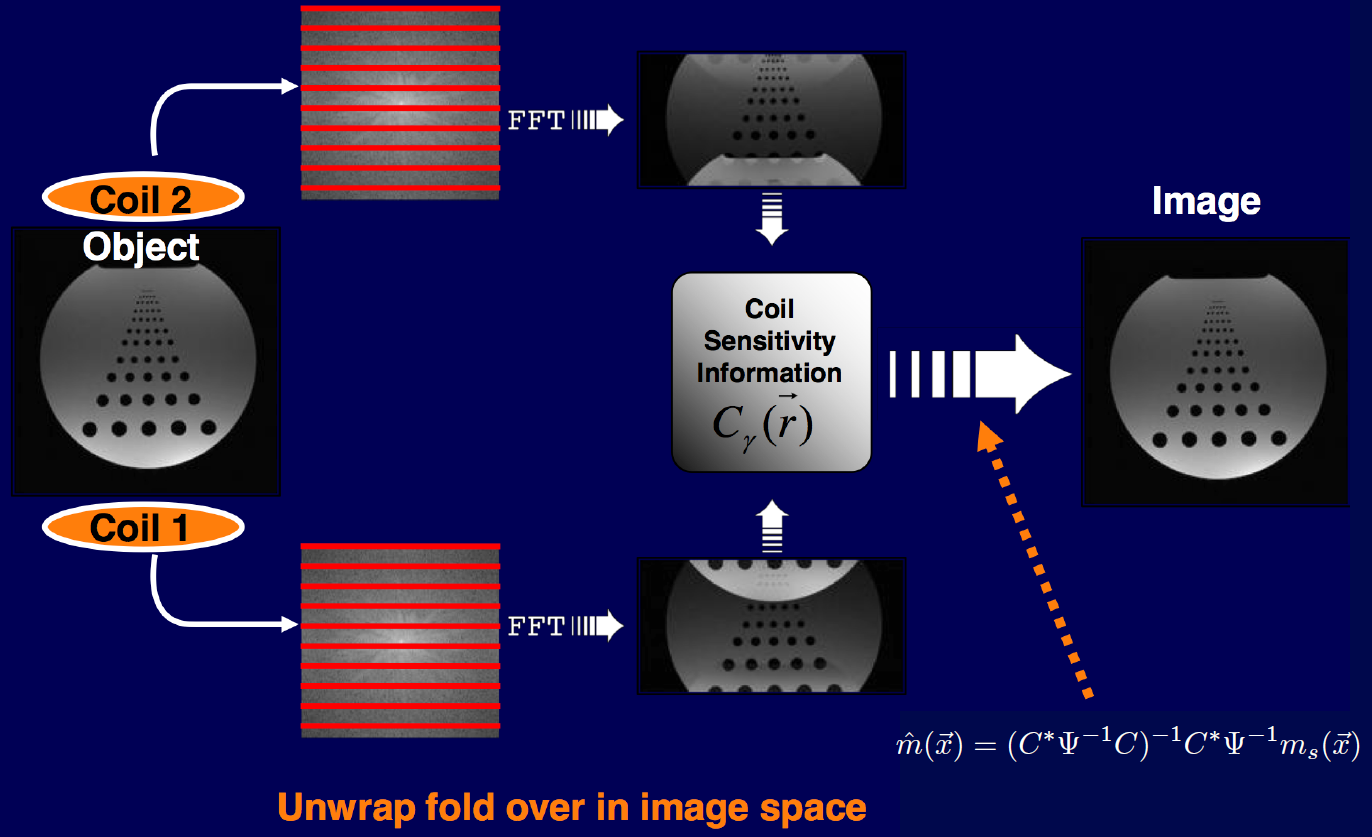 Coil 2
Object
Coil 1
FFT
FFT
Coil
Sensitivity
Information
$C_{\gamma}(\vec{r})$
Image
$\hat{m}(\vec{x}) = (C^{*}\Psi^{-1}C)^{-1}C^{*}\Psi^{-1}m_{s}(\vec{x})$
Unwrap fold over in image space